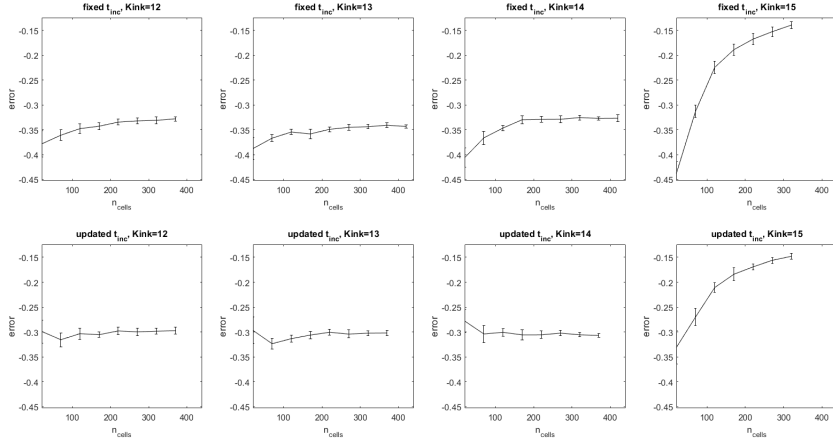 fixed t_inc, Kink=12
-0.15
-0.2
-0.25
-0.3
-0.35
-0.4
-0.45
error
100 200 300 400
n_cells
fixed t_inc, Kink=13
-0.15
-0.2
-0.25
-0.3
-0.35
-0.4
-0.45
error
100 200 300 400
n_cells
fixed t_inc, Kink=14
-0.15
-0.2
-0.25
-0.3
-0.35
-0.4
-0.45
error
100 200 300 400
n_cells
fixed t_inc, Kink=15
-0.15
-0.2
-0.25
-0.3
-0.35
-0.4
-0.45
error
100 200 300 400
n_cells
updated t_inc, Kink=12
-0.15
-0.2
-0.25
-0.3
-0.35
-0.4
-0.45
error
100 200 300 400
n_cells
updated t_inc, Kink=13
-0.15
-0.2
-0.25
-0.3
-0.35
-0.4
-0.45
error
100 200 300 400
n_cells
updated t_inc, Kink=14
-0.15
-0.2
-0.25
-0.3
-0.35
-0.4
-0.45
error
100 200 300 400
n_cells
updated t_inc, Kink=15
-0.15
-0.2
-0.25
-0.3
-0.35
-0.4
-0.45
error
100 200 300 400
n_cells